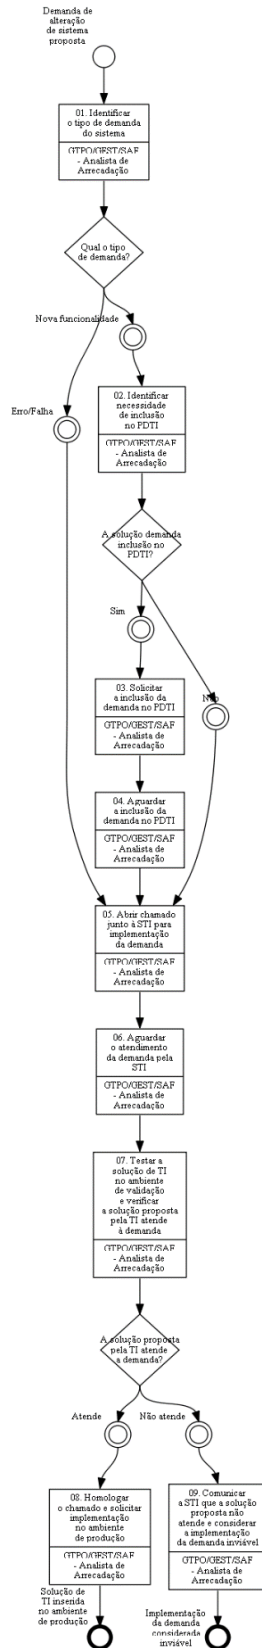 Demanda de
alteração
de sistema
proposta
01. Identificar
o tipo de demanda
do sistema
GTPO/GEST/SAF
- Analista de
Arrecadação
Qual o tipo
de demanda?
Nova funcionalidade
Erro/Falha
02. Identificar
necessidade
de inclusão
no PDTI
GTPO/GEST/SAF
- Analista de
Arrecadação
A solução demanda
inclusão no
PDTI?
Sim
Não
03. Solicitar
a inclusão da
demanda no PDTI
GTPO/GEST/SAF
- Analista de
Arrecadação
04. Aguardar
a inclusão da
demanda no PDTI
GTPO/GEST/SAF
- Analista de
Arrecadação
05. Abrir chamado
junto à STI para
implementação
da demanda
GTPO/GEST/SAF
- Analista de
Arrecadação
06. Aguardar
o atendimento
da demanda pela
STI
GTPO/GEST/SAF
- Analista de
Arrecadação
07. Testar a
solução de TI
no ambiente
de validação
e verificar
a solução proposta
pela TI atende
à demanda
GTPO/GEST/SAF
- Analista de
Arrecadação
A solução proposta
pela TI atende
a demanda?
Atende
Não atende
08. Homologar
o chamado e solicitar
implementação
no ambiente
de produção
GTPO/GEST/SAF
- Analista de
Arrecadação
09. Comunicar
a STI que a solução
proposta não
atende e considerar
a implementação
da demanda inviável
GTPO/GEST/SAF
- Analista de
Arrecadação
Solução de
TI inserida
no ambiente
de produção
Implementação
da demanda
considerada
inviável